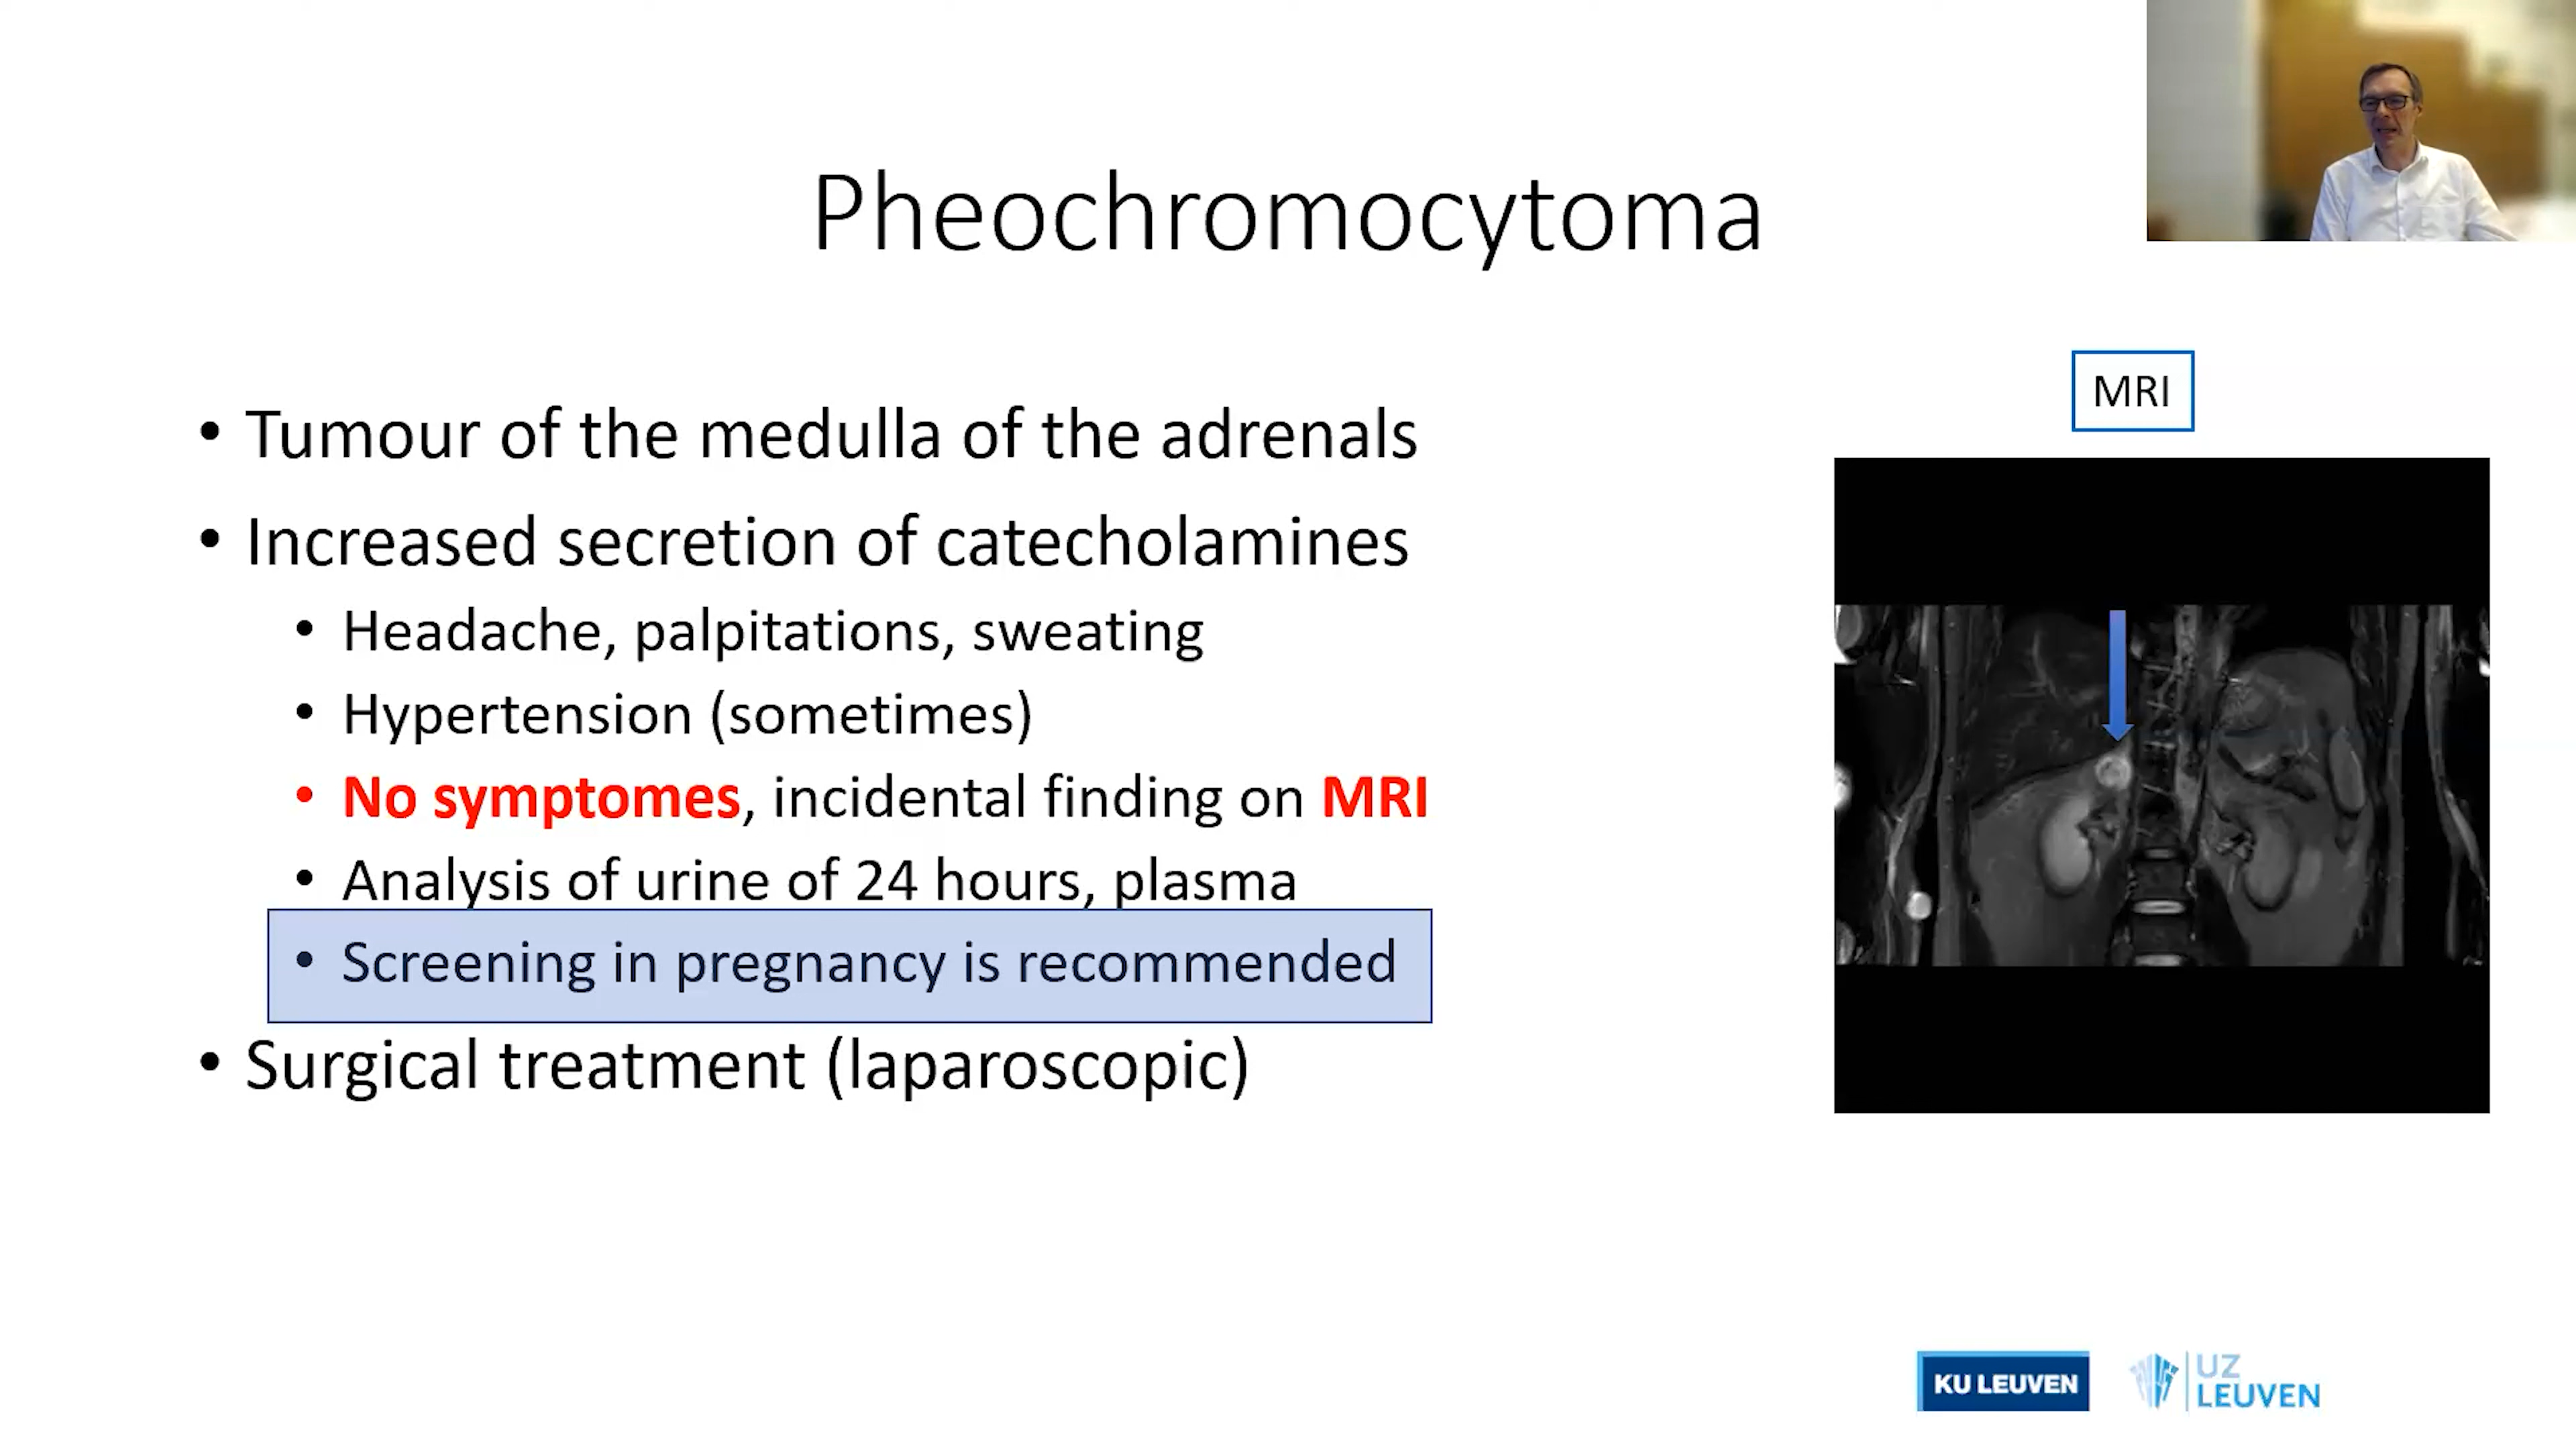 Pheochromocytoma
• Tumour of the medulla of the adrenals
• Increased secretion of catecholamines
• Headache, palpitations, sweating
• Hypertension (sometimes)
• No symptomes, incidental finding on MRI
• Analysis of urine of 24 hours, plasma
• Screening in pregnancy is recommended
• Surgical treatment (laparoscopic)
MRI
KU LEUVEN
UZ
LEUVEN